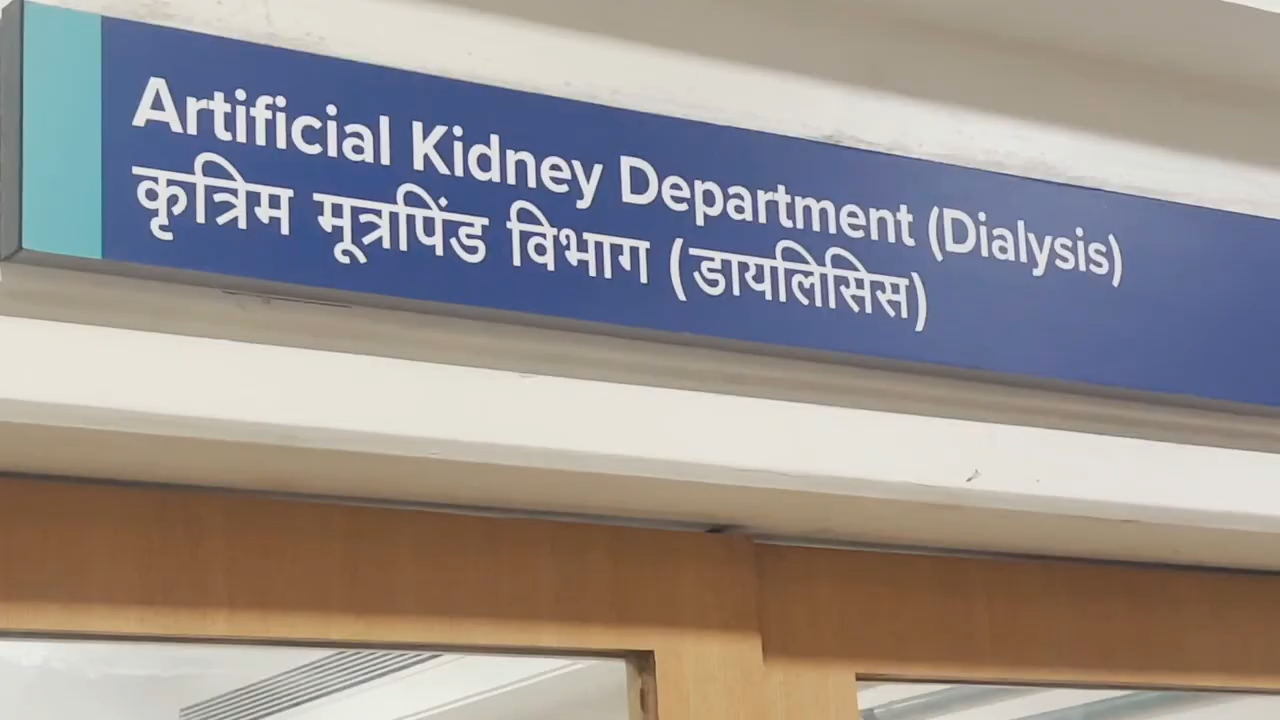 Artificial Kidney Department (Dialysis)
कृत्रिम मूत्रपिंड विभाग (डायलिसिस)